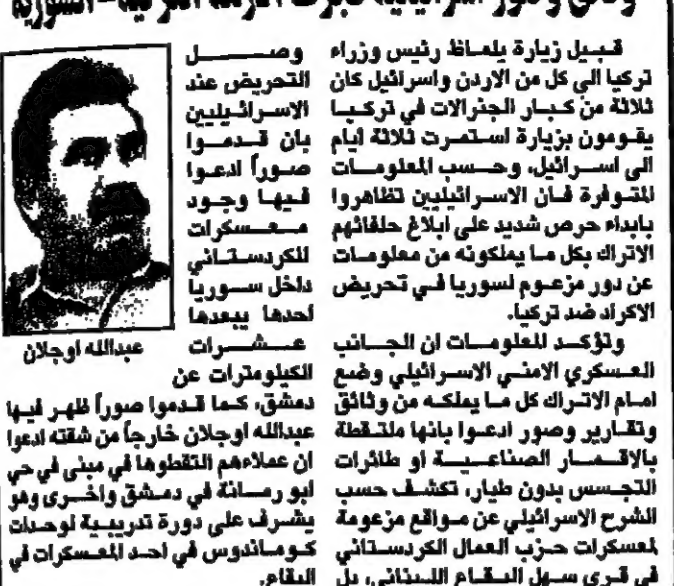 وثائق وصور اسرائيلية فجرت الازمة التركية - السورية
قبيل زيارة يلماظ رئيس وزراء
تركيا الى كل من الاردن واسرائيل كان
ثلاثة من كبار الجنرالات في تركيا
يقومون بزيارة استمرت ثلاثة ايام
الى اسرائيل، وحسب المعلومات
المتوفرة فان الاسرائيليين تظاهروا
بابداء حرص شديد على ابلاغ حلفائهم
الاتراك بكل ما يملكونه من معلومات
عن دور مزعوم لسوريا في تحريض
الاكراد ضد تركيا.
وتؤكد المعلومات ان الجانب
العسكري الامني الاسرائيلي وضع
امام الاتراك كل ما يملكه من وثائق
وتقارير وصور ادعوا بانها ملتقطة
بالاقمار الصناعية او طائرات
التجسس بدون طيار، تكشف حسب
الشرح الاسرائيلي عن مواقع مزعومة
لمعسكرات حزب العمال الكردستاني
في قرى سهل البقاع اللبناني، بل
وصل
التحريض عند
الاسرائيليين
بان قدموا
صوراً ادعوا
فيها وجود
معسكرات
للكردستاني
داخل سوريا
احدها يبعدها
عشرات
الكيلومترات عن
دمشق، كما قدموا صوراً ظهر فيها
عبدالله اوجلان خارجاً من شقته ادعوا
ان عملاءهم التقطوها في مبنى في حي
ابو رمانة في دمشق واخرى وهو
يشرف على دورة تدريبية لوحدات
كوماندوس في احد المعسكرات في
البقاع.
عبدالله اوجلان